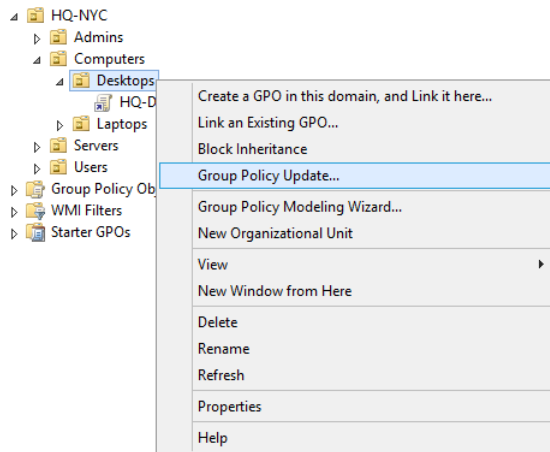 HQ-NYC
Admins
Computers
Desktops
HQ-D
Laptops
Servers
Users
Group Policy Ob
WMI Filters
Starter GPOs
Create a GPO in this domain, and Link it here...
Link an Existing GPO...
Block Inheritance
Group Policy Update...
Group Policy Modeling Wizard...
New Organizational Unit
View
New Window from Here
Delete
Rename
Refresh
Properties
Help